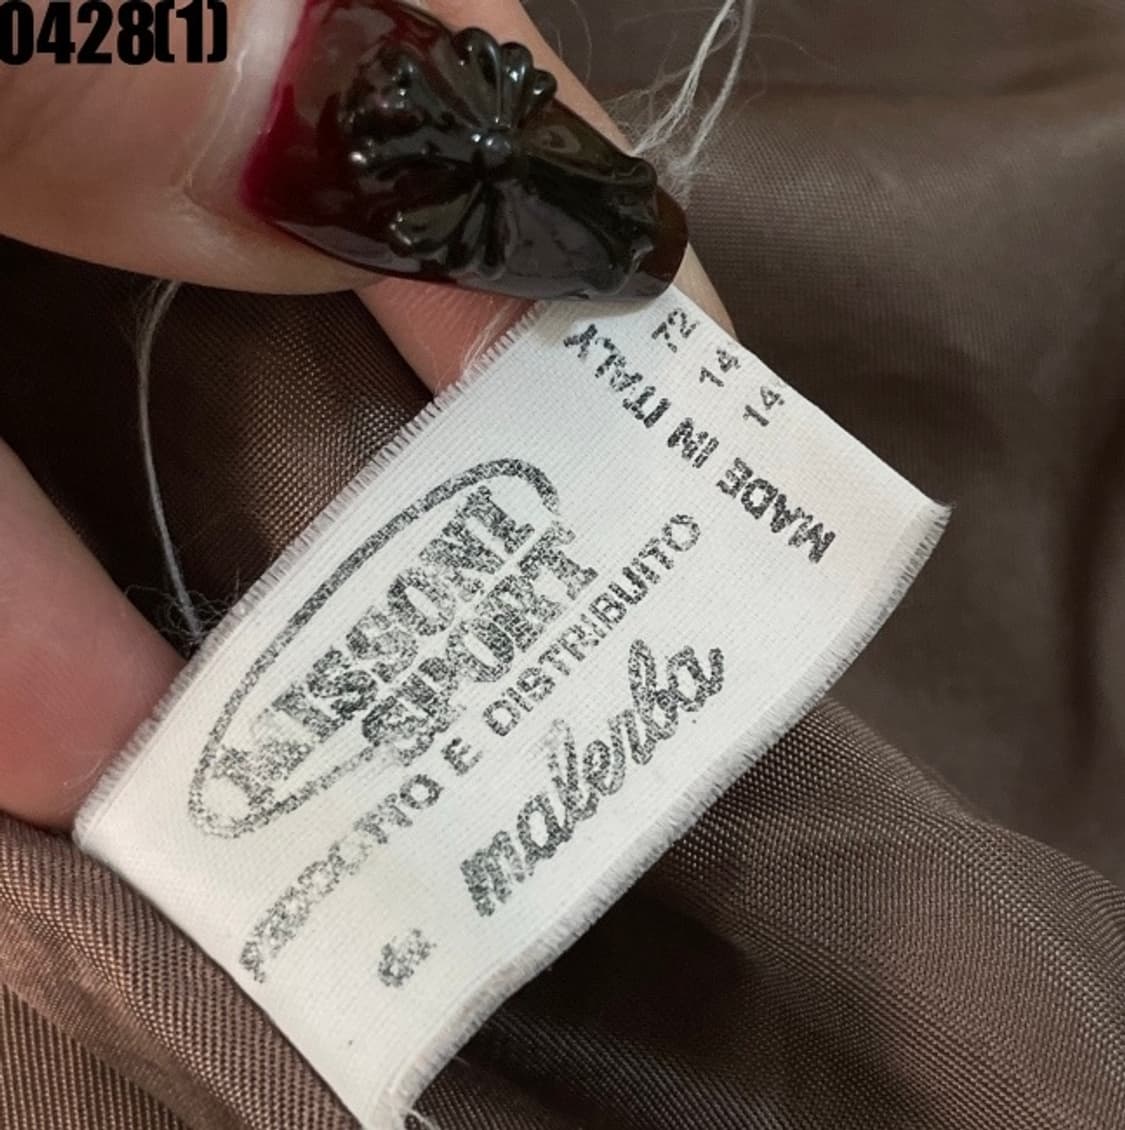 0428(1)
MISSONI
SPORT
PRODOTTO E DISTRIBUITO
da
malerba
MADE IN ITALY
72
14
14